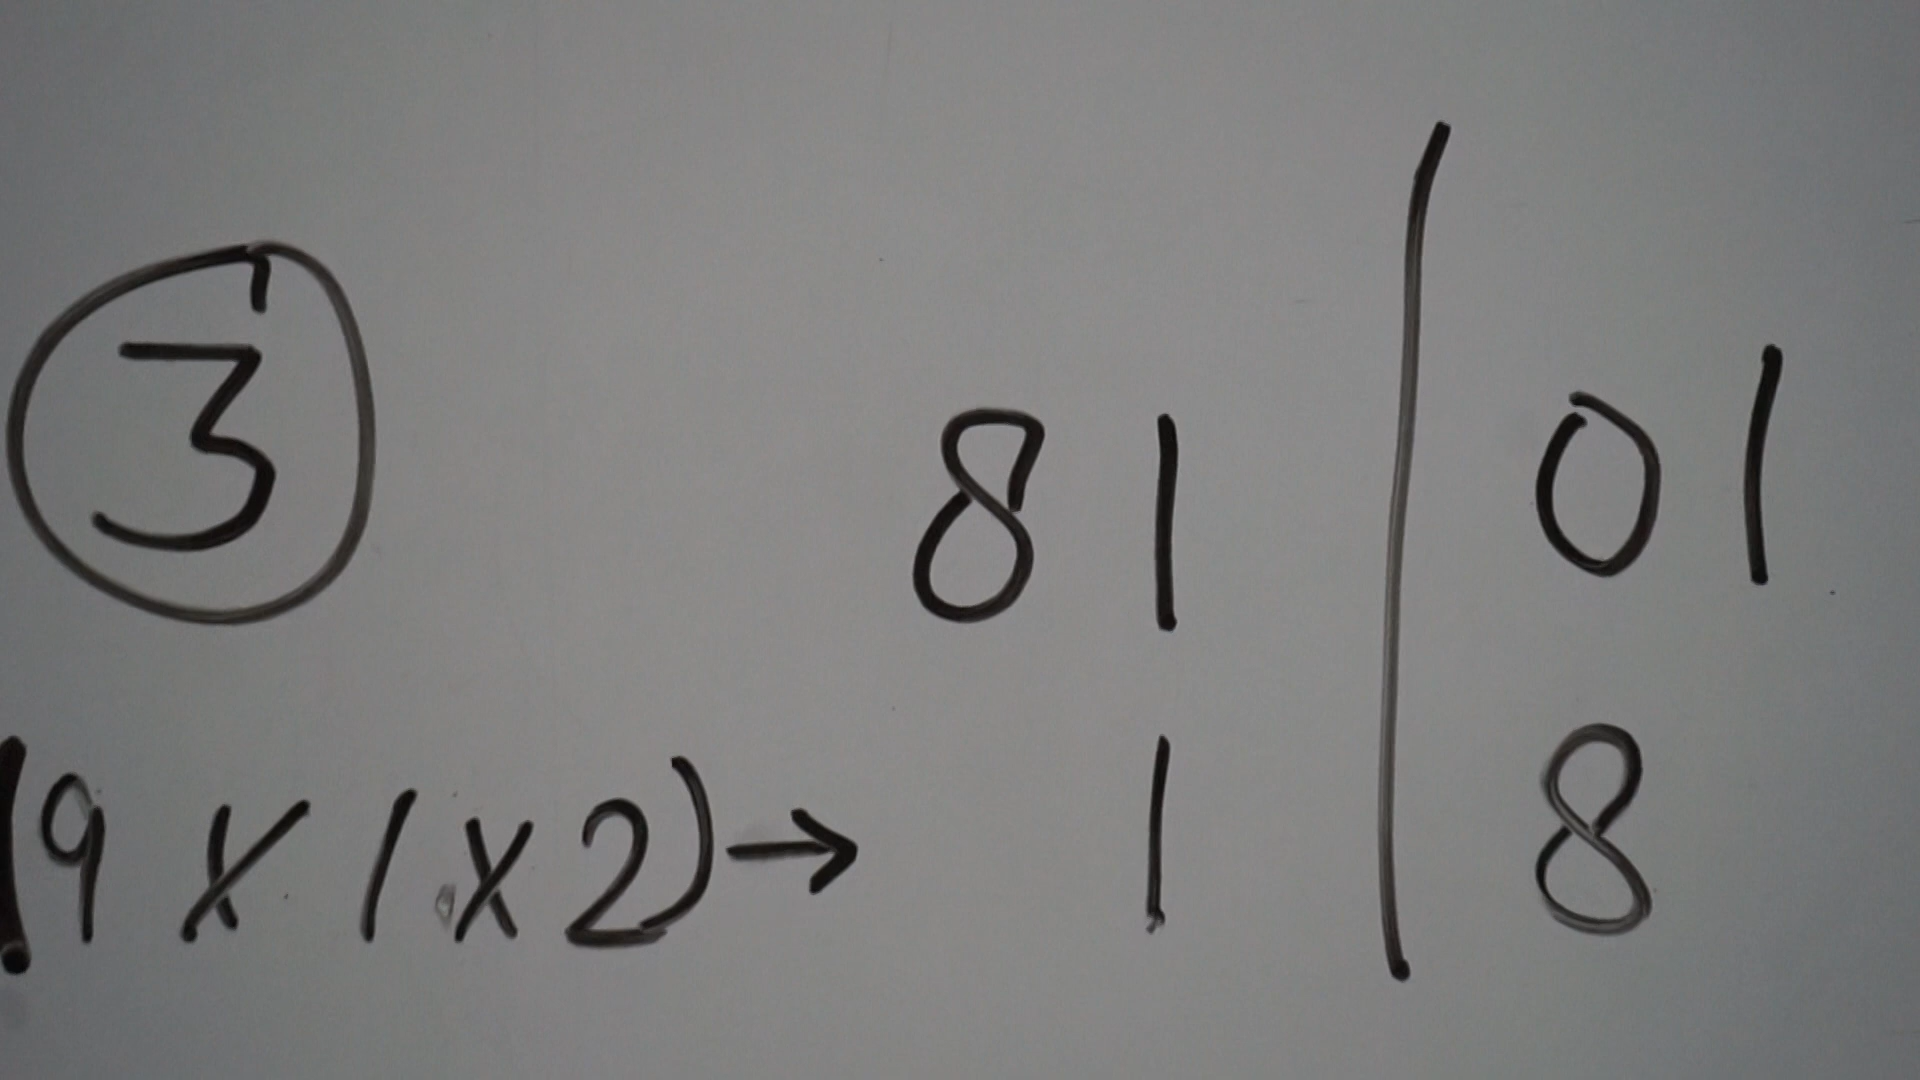 3
81 | 01
(9 x 1 x 2) → 1 | 8